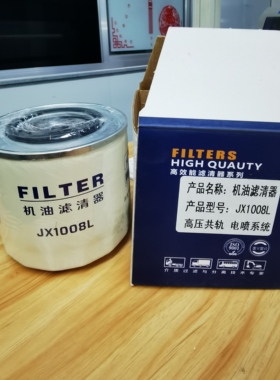 FILTER
机油滤清器
JX1008L
FILTERS
HIGH QUAUTY
高效能滤清器系列
产品名称：机油滤清器
产品型号：JX1008L
高压共轨 电喷系统